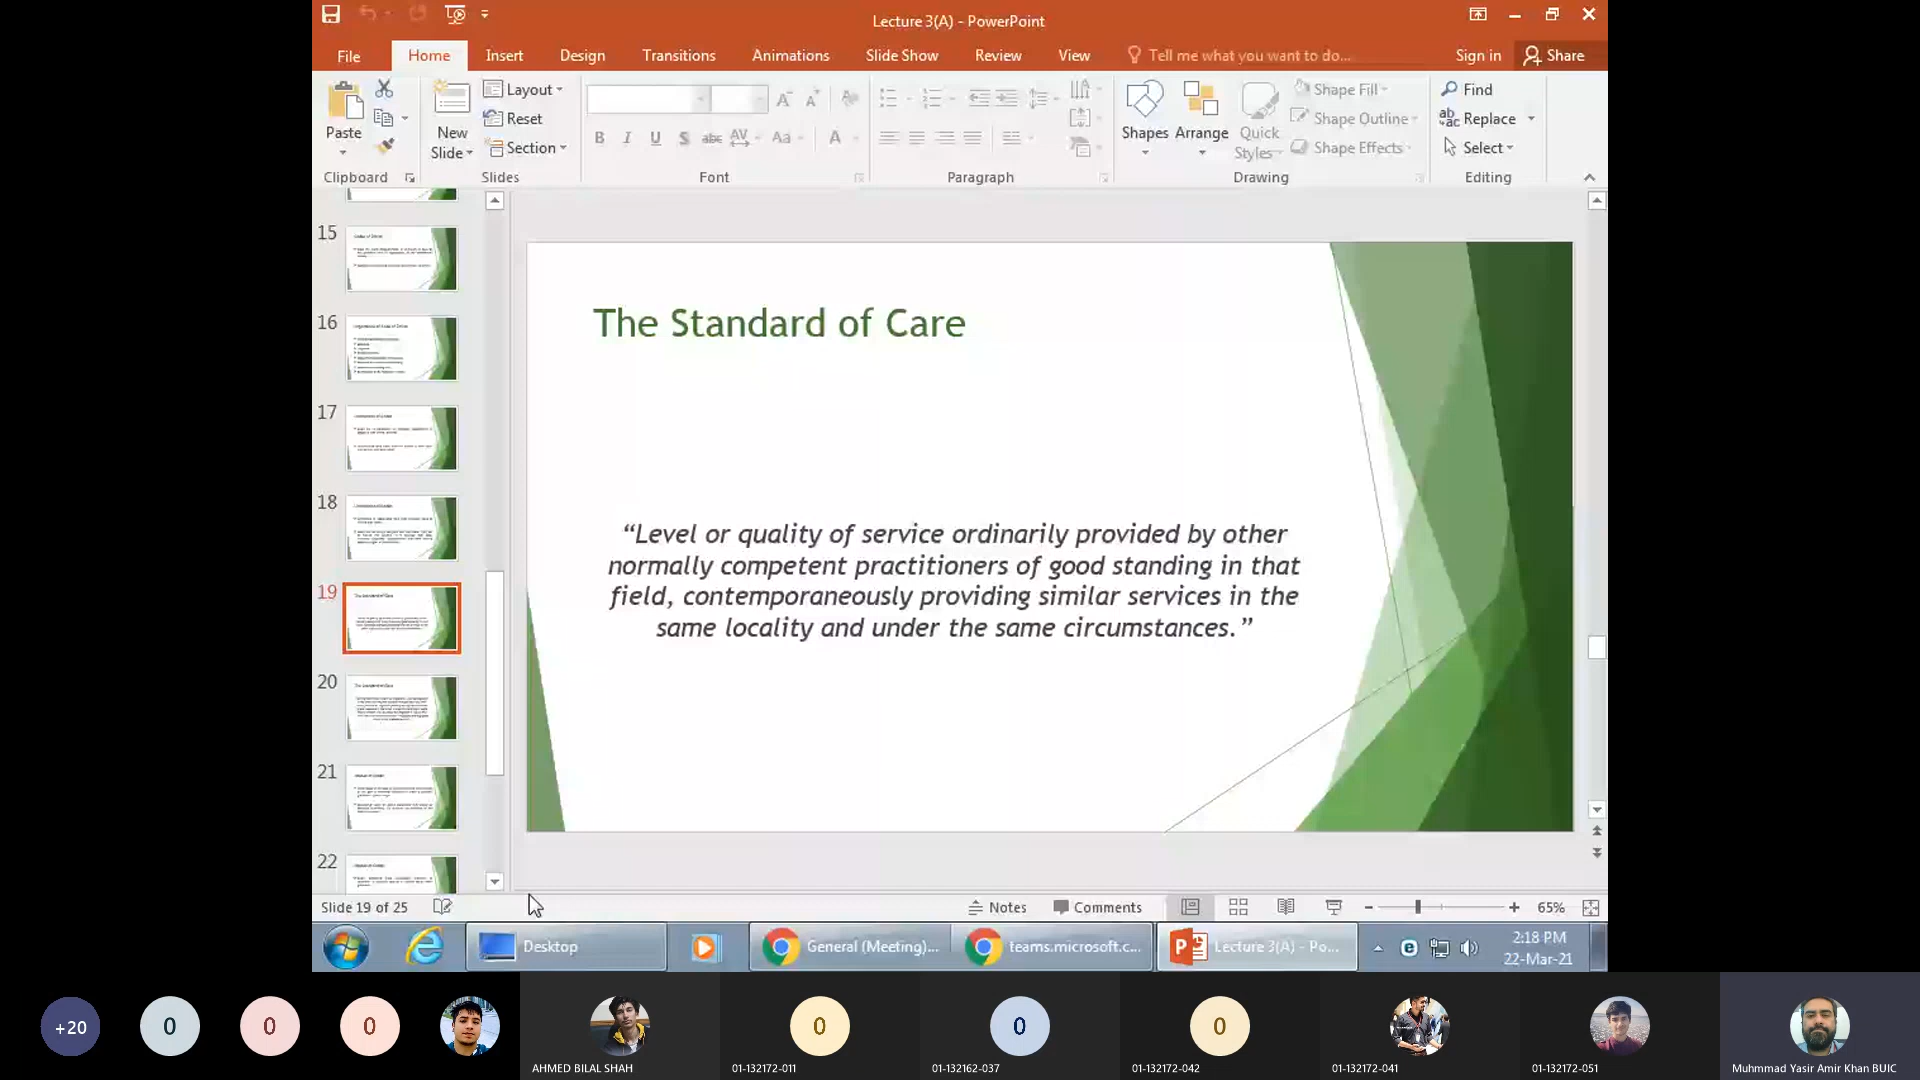 Lecture 3(A) - PowerPoint
File Home Insert Design Transitions Animations Slide Show Review View Tell me what you want to do... Sign in Share
Paste
New
Slide
Layout
Reset
Section
B I U S abc AV Aa A
Shapes Arrange Quick
Styles
Shape Fill
Shape Outline
Shape Effects
Find
Replace
Select
Clipboard Slides Font Paragraph Drawing Editing
15
16
17
18
19
20
21
22
The Standard of Care
“Level or quality of service ordinarily provided by other
normally competent practitioners of good standing in that
field, contemporaneously providing similar services in the
same locality and under the same circumstances.”
Slide 19 of 25 Notes Comments 65%
Desktop General (Meeting)... teams.microsoft.c... Lecture 3(A) - Po... 2:18 PM
22-Mar-21
+20 0 0 0 0 0 0
AHMED BILAL SHAH 01-132172-011 01-132162-037 01-132172-042 01-132172-041 01-132172-051 Muhmmad Yasir Amir Khan BUIC